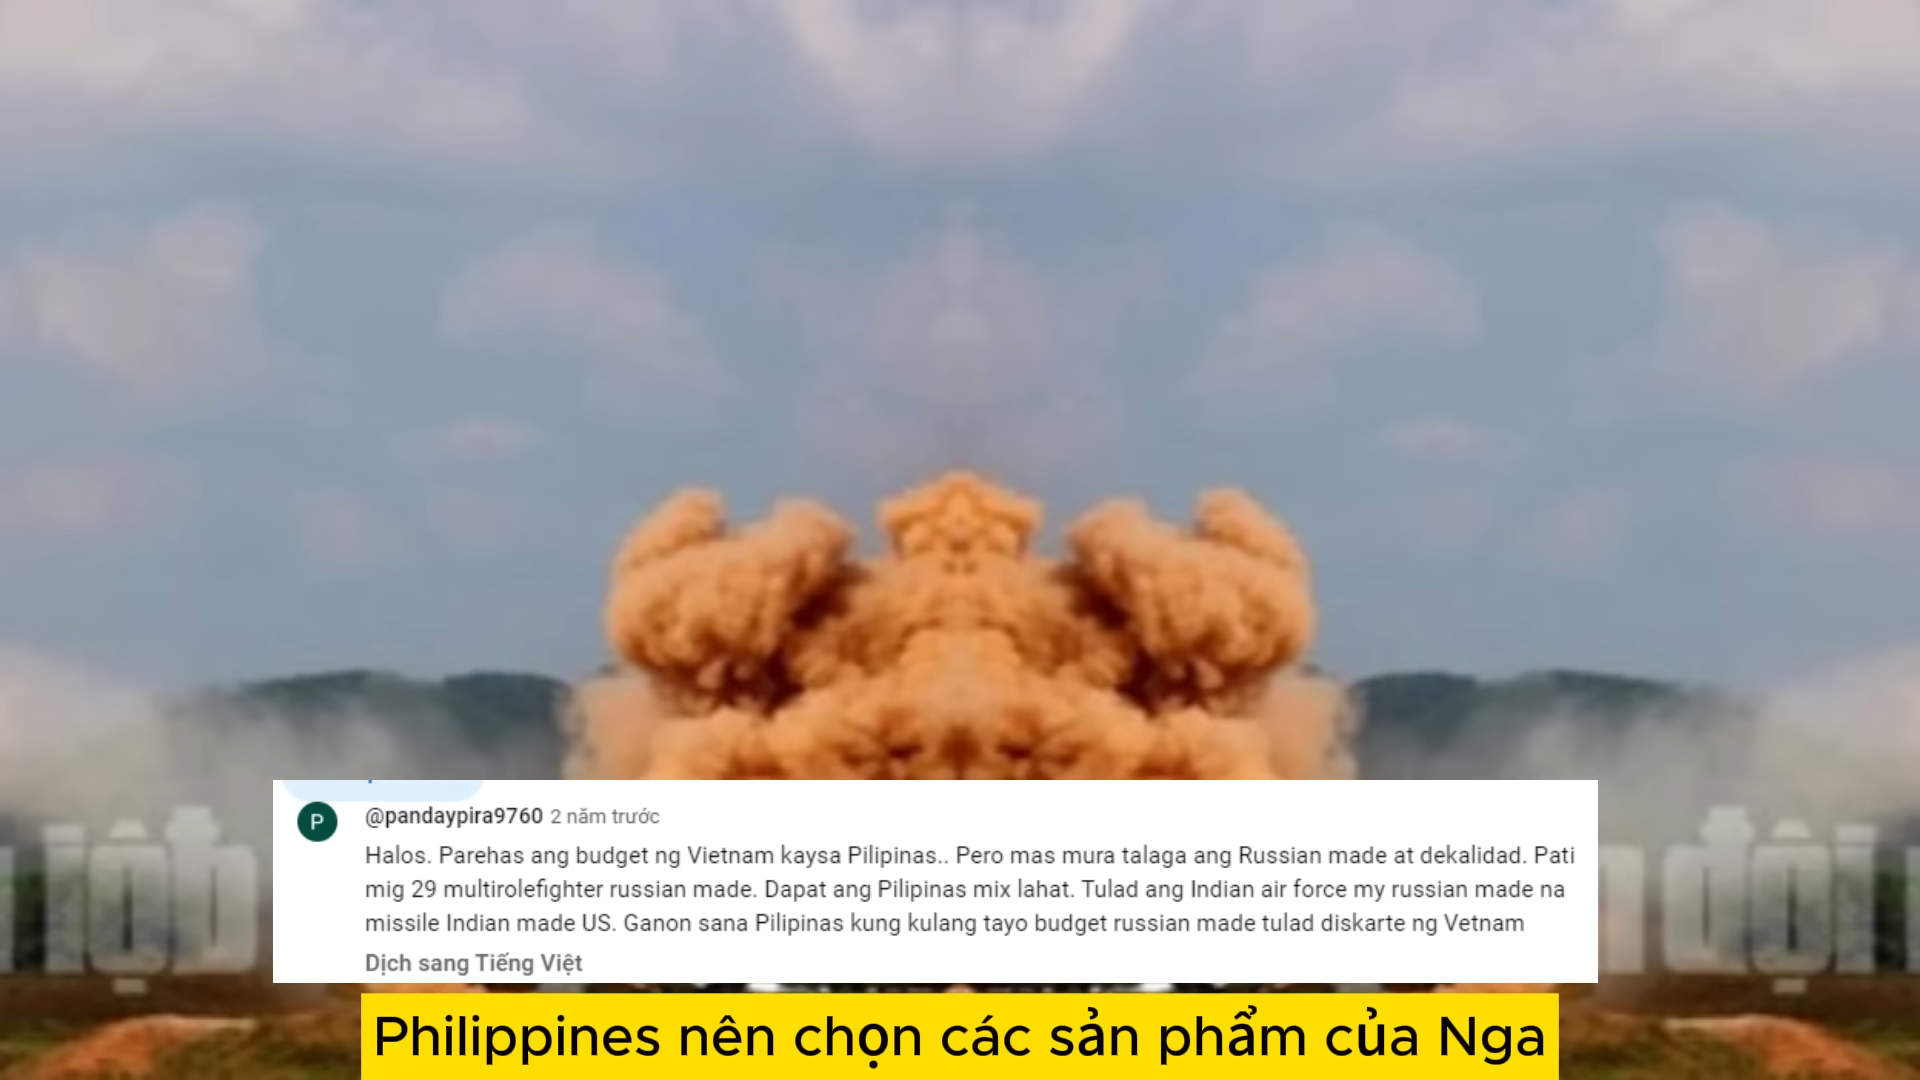 @pandaypira9760 2 năm trước
P
Halos. Parehas ang budget ng Vietnam kaysa Pilipinas.. Pero mas mura talaga ang Russian made at dekalidad. Pati
mig 29 multirolefighter russian made. Dapat ang Pilipinas mix lahat. Tulad ang Indian air force my russian made na
missile Indian made US. Ganon sana Pilipinas kung kulang tayo budget russian made tulad diskarte ng Vetnam
Dịch sang Tiếng Việt
Philippines nên chọn các sản phẩm của Nga